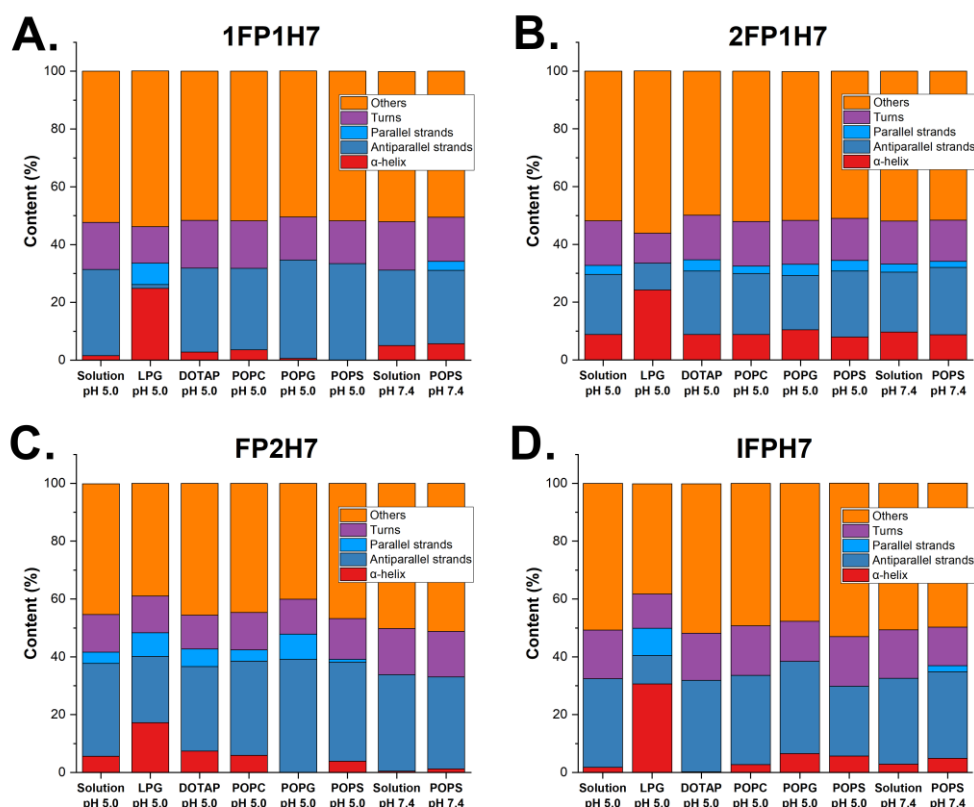 A.
1FP1H7
100
80
60
40
20
0
Content (%)
Others
Turns
Parallel strands
Antiparallel strands
α-helix
Solution LPG DOTAP POPC POPG POPS Solution POPS
pH 5.0 pH 5.0 pH 5.0 pH 5.0 pH 5.0 pH 5.0 pH 7.4 pH 7.4
B.
2FP1H7
100
80
60
40
20
0
Content (%)
Others
Turns
Parallel strands
Antiparallel strands
α-helix
Solution LPG DOTAP POPC POPG POPS Solution POPS
pH 5.0 pH 5.0 pH 5.0 pH 5.0 pH 5.0 pH 5.0 pH 7.4 pH 7.4
C.
FP2H7
100
80
60
40
20
0
Content (%)
Others
Turns
Parallel strands
Antiparallel strands
α-helix
Solution LPG DOTAP POPC POPG POPS Solution POPS
pH 5.0 pH 5.0 pH 5.0 pH 5.0 pH 5.0 pH 5.0 pH 7.4 pH 7.4
D.
IFPH7
100
80
60
40
20
0
Content (%)
Others
Turns
Parallel strands
Antiparallel strands
α-helix
Solution LPG DOTAP POPC POPG POPS Solution POPS
pH 5.0 pH 5.0 pH 5.0 pH 5.0 pH 5.0 pH 5.0 pH 7.4 pH 7.4